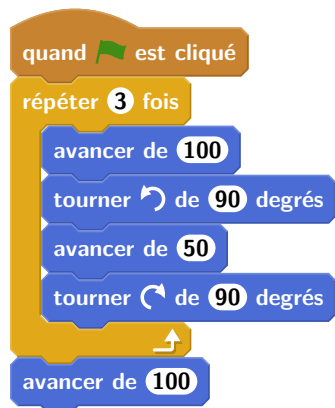 quand est cliqué
répéter 3 fois
avancer de 100
tourner de 90 degrés
avancer de 50
tourner de 90 degrés
avancer de 100